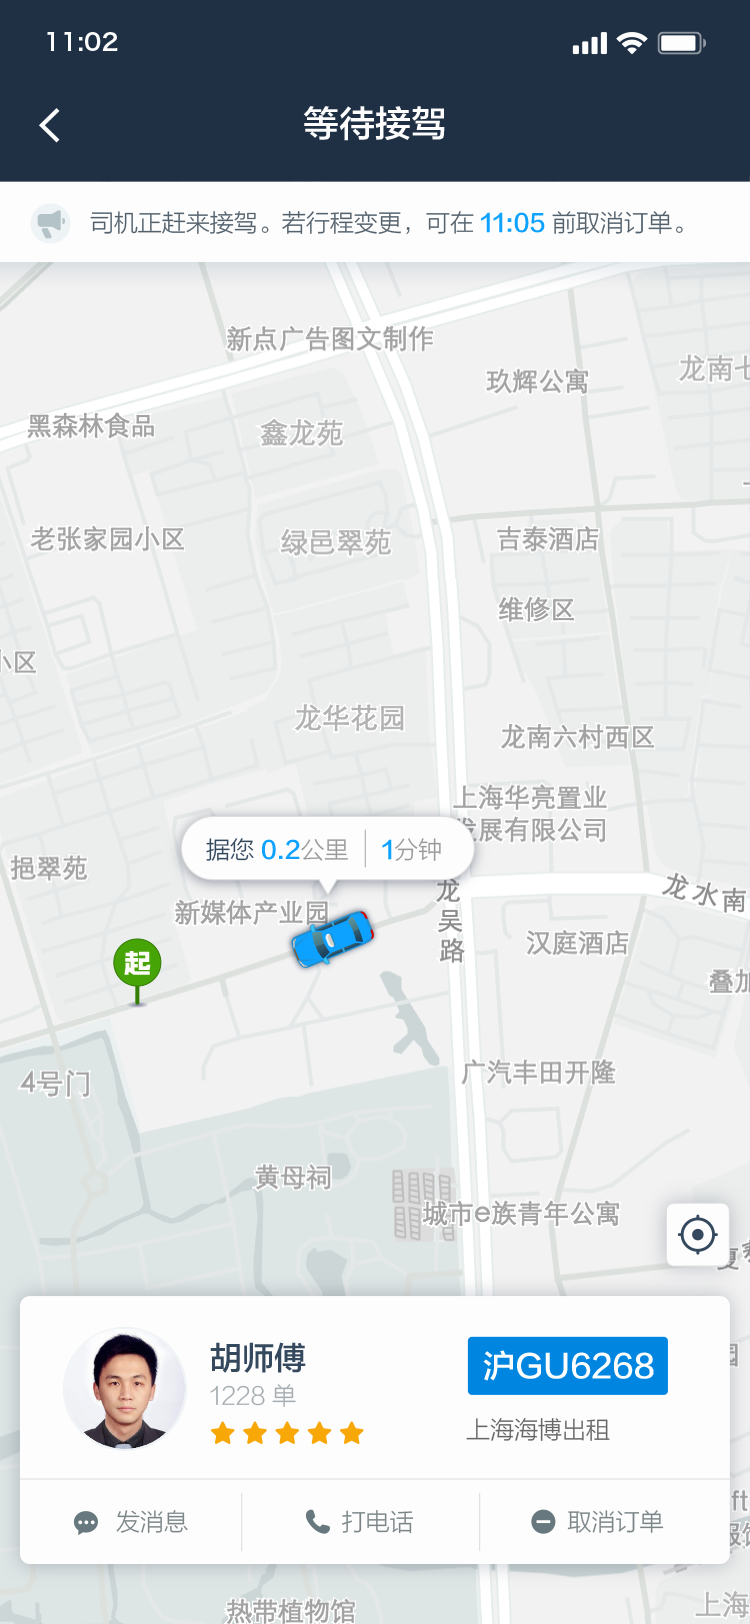 11:02
等待接驾
司机正赶来接驾。若行程变更，可在 11:05 前取消订单。
新点广告图文制作
龙南七
玖辉公寓
黑森林食品
鑫龙苑
老张家园小区
绿邑翠苑
吉泰酒店
维修区
小区
龙华花园
龙南六村西区
上海华亮置业
发展有限公司
据您 0.2公里 1分钟
挹翠苑
龙水南
新媒体产业园
龙吴路
汉庭酒店
起
叠加
广汽丰田开隆
4号门
黄母祠
城市e族青年公寓
胡师傅
沪GU6268
1228 单
上海海博出租
发消息
打电话
取消订单
热带植物馆
上海